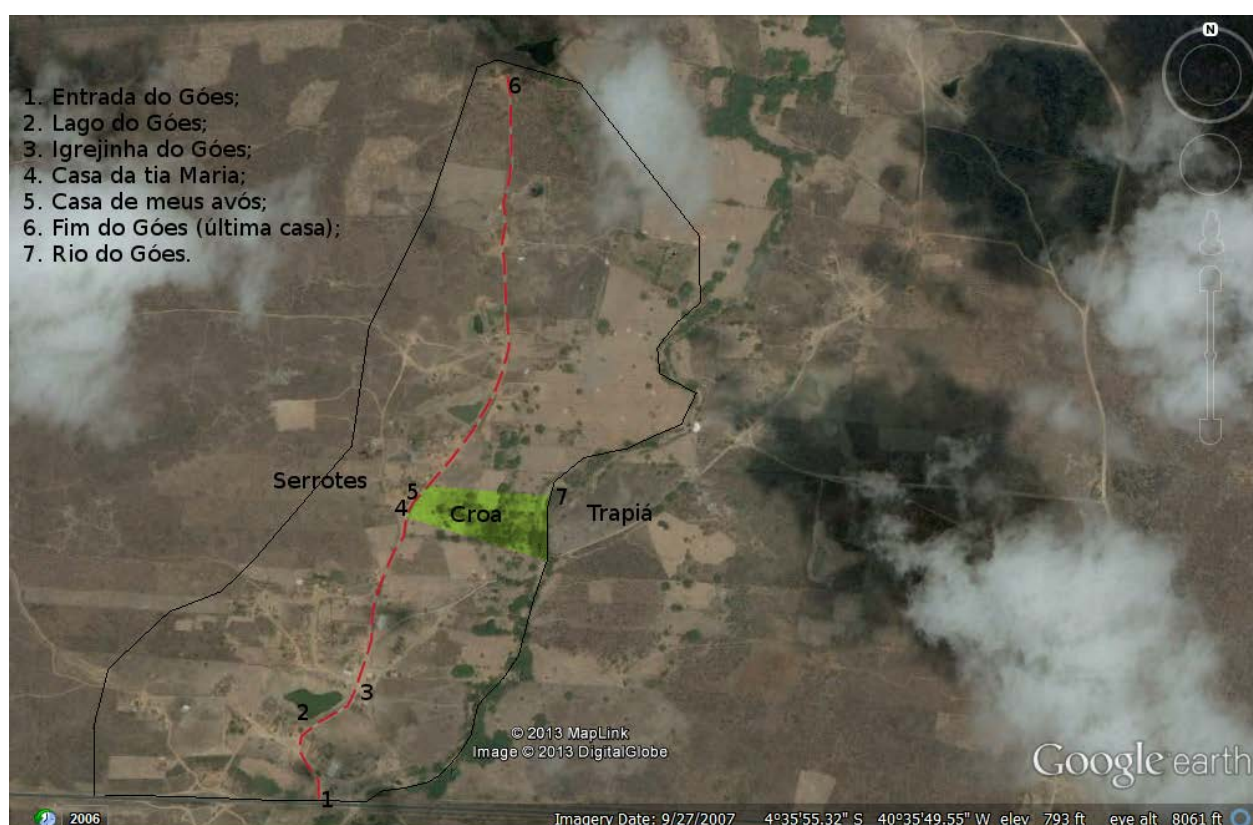 N
1. Entrada do Góes;
2. Lago do Góes;
3. Igrejinha do Góes;
4. Casa da tia Maria;
5. Casa de meus avós;
6. Fim do Góes (última casa);
7. Rio do Góes.
6
Serrotes
5
4
Croa
7
Trapiá
3
2
1
© 2013 MapLink
Image © 2013 DigitalGlobe
Google earth
2006
Imagery Date: 9/27/2007 4°35'55.32" S 40°35'49.55" W elev 793 ft eye alt 8061 ft